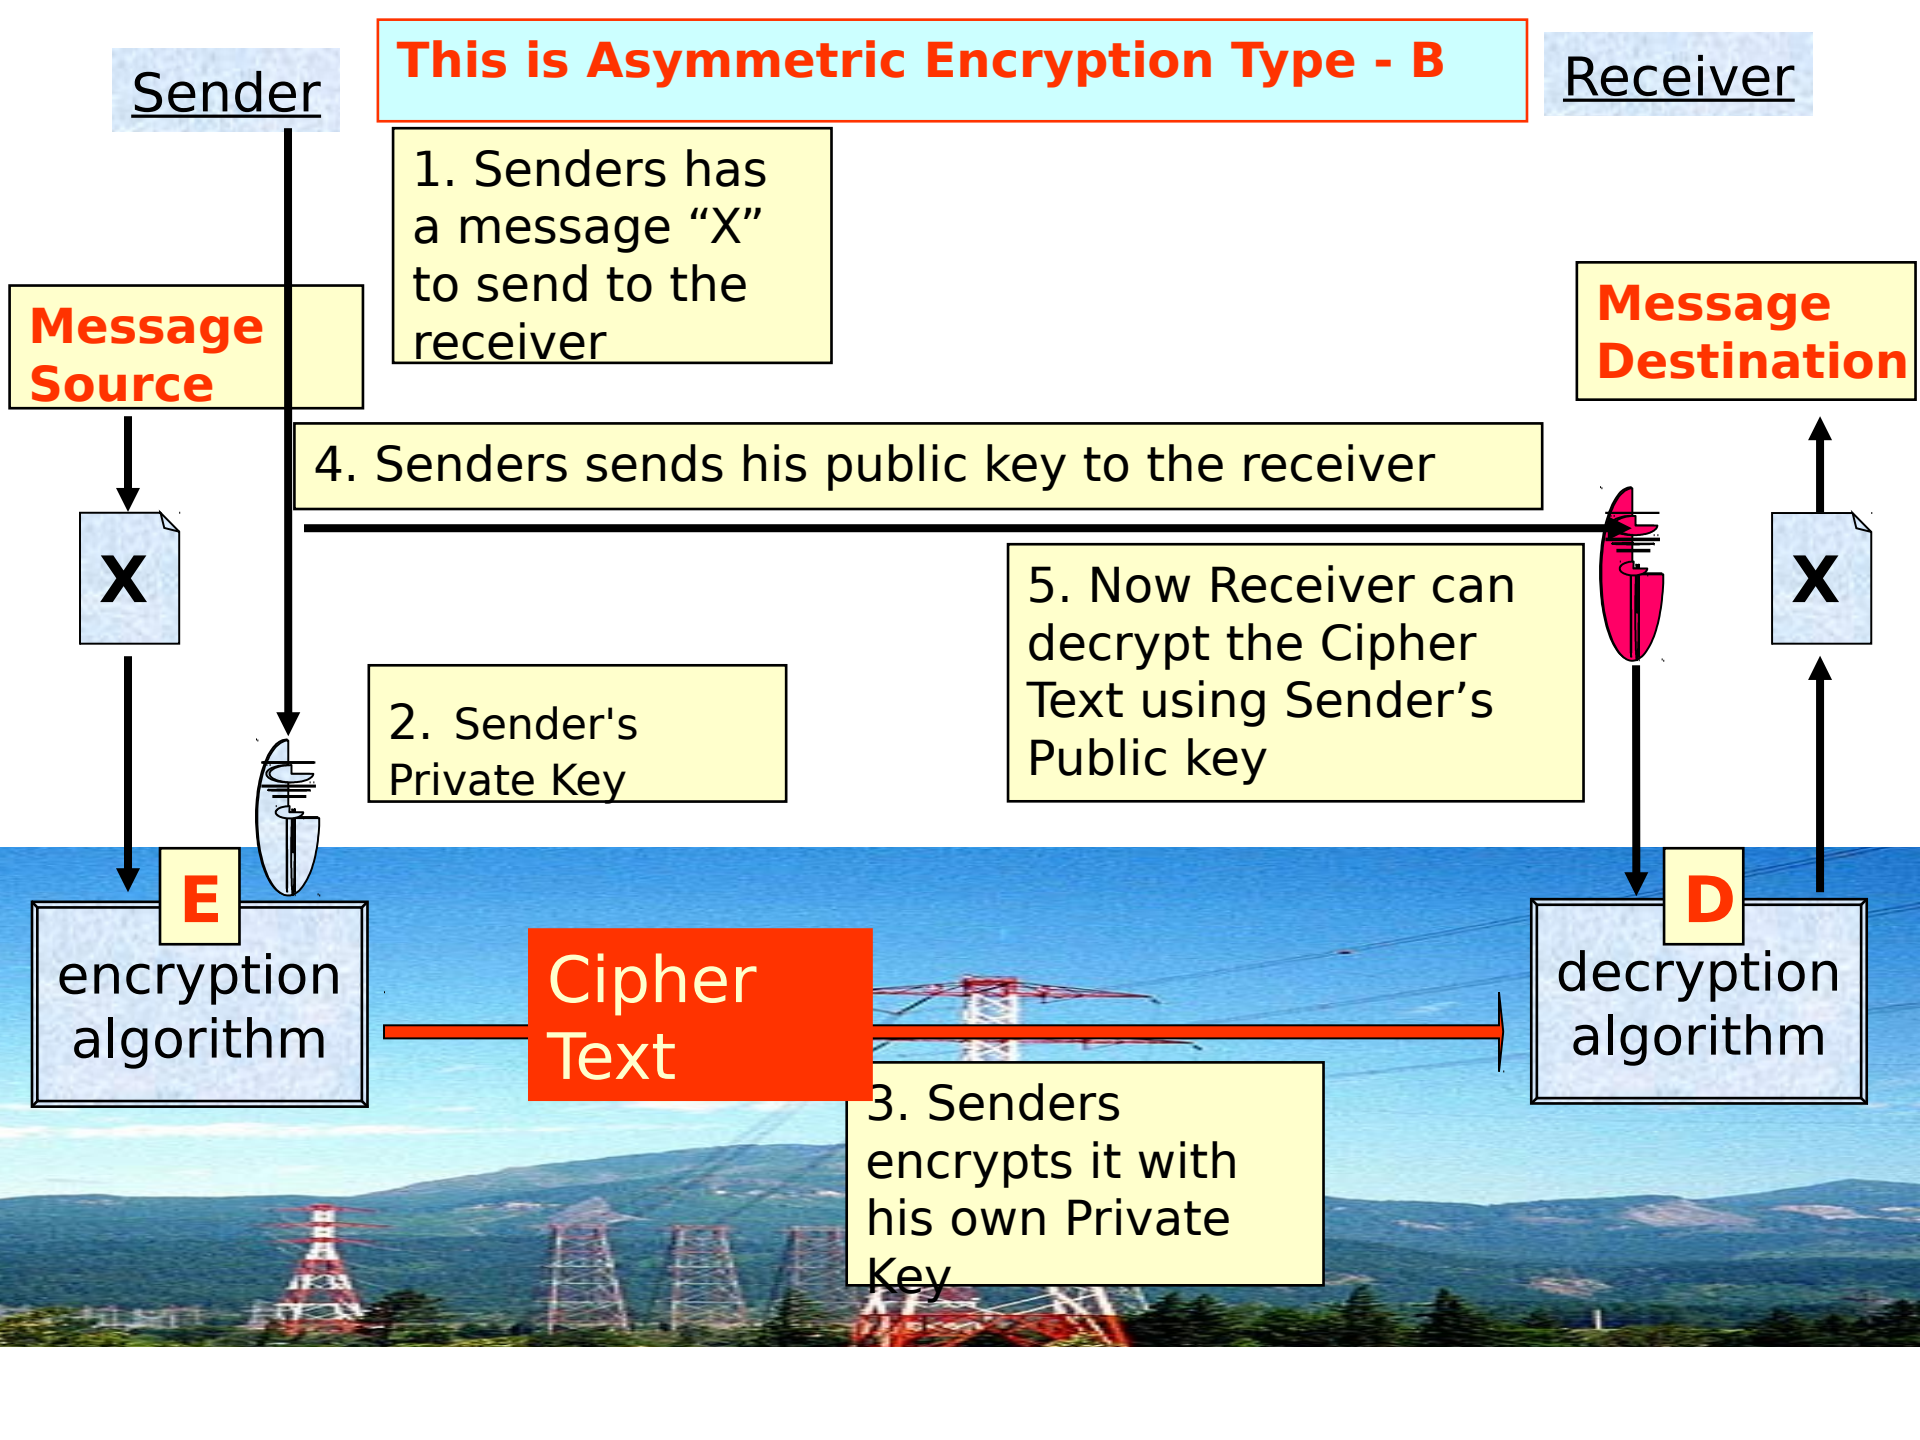 This is Asymmetric Encryption Type - B
Sender
Receiver
1. Senders has
a message “X”
to send to the
receiver
Message
Source
Message
Destination
4. Senders sends his public key to the receiver
X
X
5. Now Receiver can
decrypt the Cipher
Text using Sender’s
Public key
2. Sender's
Private Key
E
D
encryption
algorithm
Cipher
Text
decryption
algorithm
3. Senders
encrypts it with
his own Private
Key